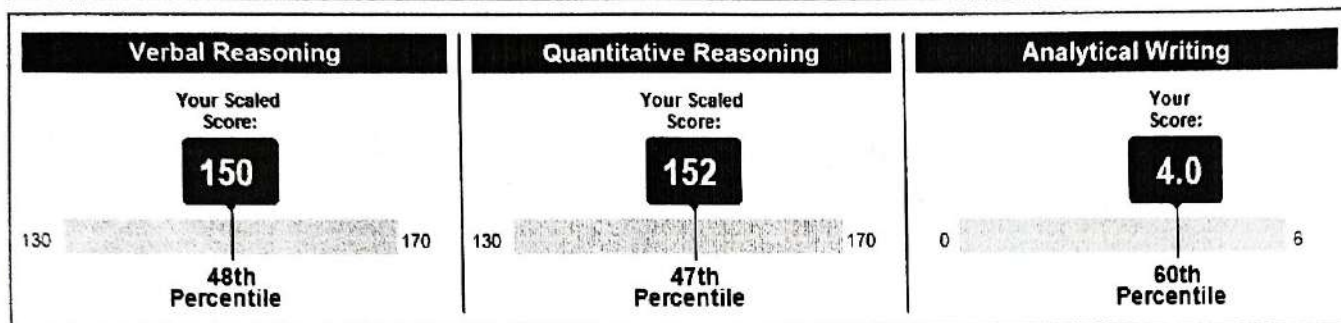 Verbal Reasoning
Your Scaled
Score:
150
130
170
48th
Percentile
Quantitative Reasoning
Your Scaled
Score:
152
130
170
47th
Percentile
Analytical Writing
Your
Score:
4.0
0
6
60th
Percentile